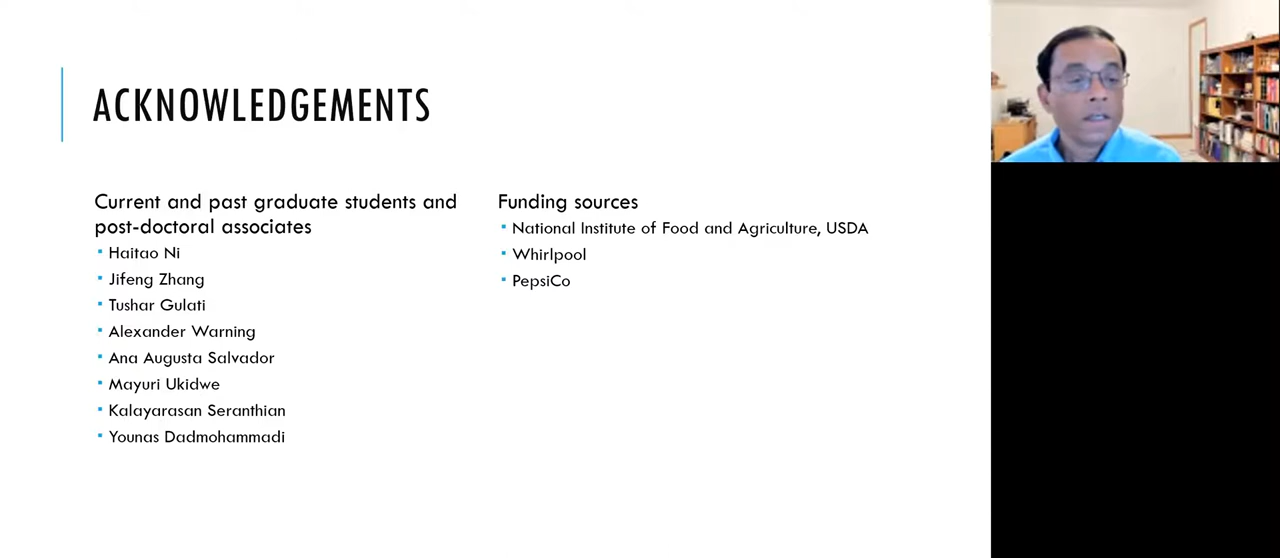 ACKNOWLEDGEMENTS
Current and past graduate students and
post-doctoral associates
Haitao Ni
Jifeng Zhang
Tushar Gulati
Alexander Warning
Ana Augusta Salvador
Mayuri Ukidwe
Kalayarasan Seranthian
Younas Dadmohammadi
Funding sources
National Institute of Food and Agriculture, USDA
Whirlpool
PepsiCo